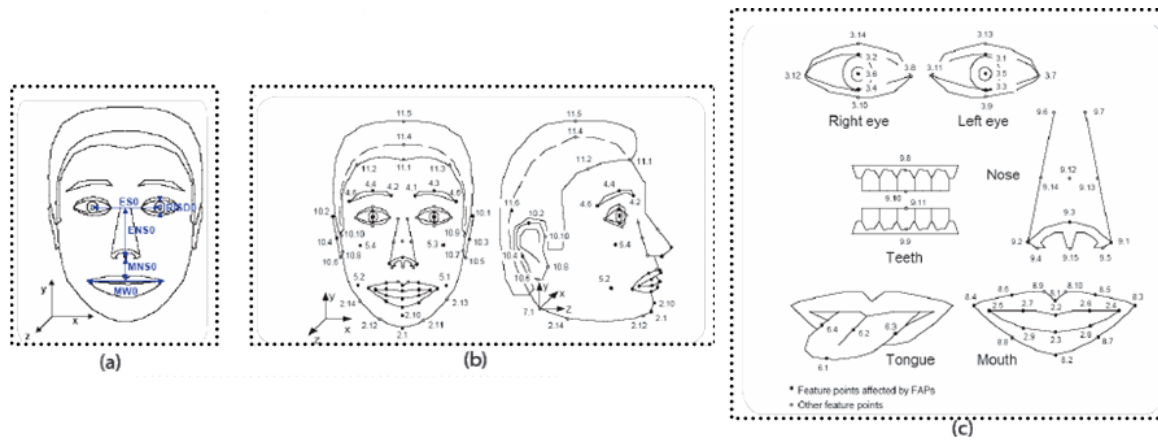 ES0
ENS0
MNS0
MW0
y
x
z
(a)
11.5
11.4
11.2 11.1 11.3
4.4 4.2 4.1 4.3
4.6
10.2 10.1
10.10 10.9
10.4 5.4 5.3 10.3
10.8 10.7
10.6 10.5
5.2 5.1
2.14 2.13
2.10
2.12 2.11
2.1
y
x
z
11.5
11.4
11.2 11.1
4.4
4.6 4.2
11.6
10.2
10.10
5.4
10.4
10.8
10.6
5.2
y
x
z
7.1
2.10
2.14 2.12 2.1
(b)
3.14 3.13
3.2 3.1
3.12 3.6 3.8 3.11 3.5 3.7
3.4 3.3
3.10 3.9
Right eye Left eye
9.6 9.7
9.8
Nose
9.12
9.14 9.13
9.10 9.11
9.3
9.9
9.2 9.1
Teeth
9.4 9.15 9.5
8.6 8.9 8.1 8.10 8.5
8.4 8.3
2.5 2.7 2.2 2.6 2.4
6.4 6.2 6.3
8.8 2.9 2.3 2.8 8.7
Tongue Mouth
6.1 8.2
Feature points affected by FAPs
Other feature points
(c)